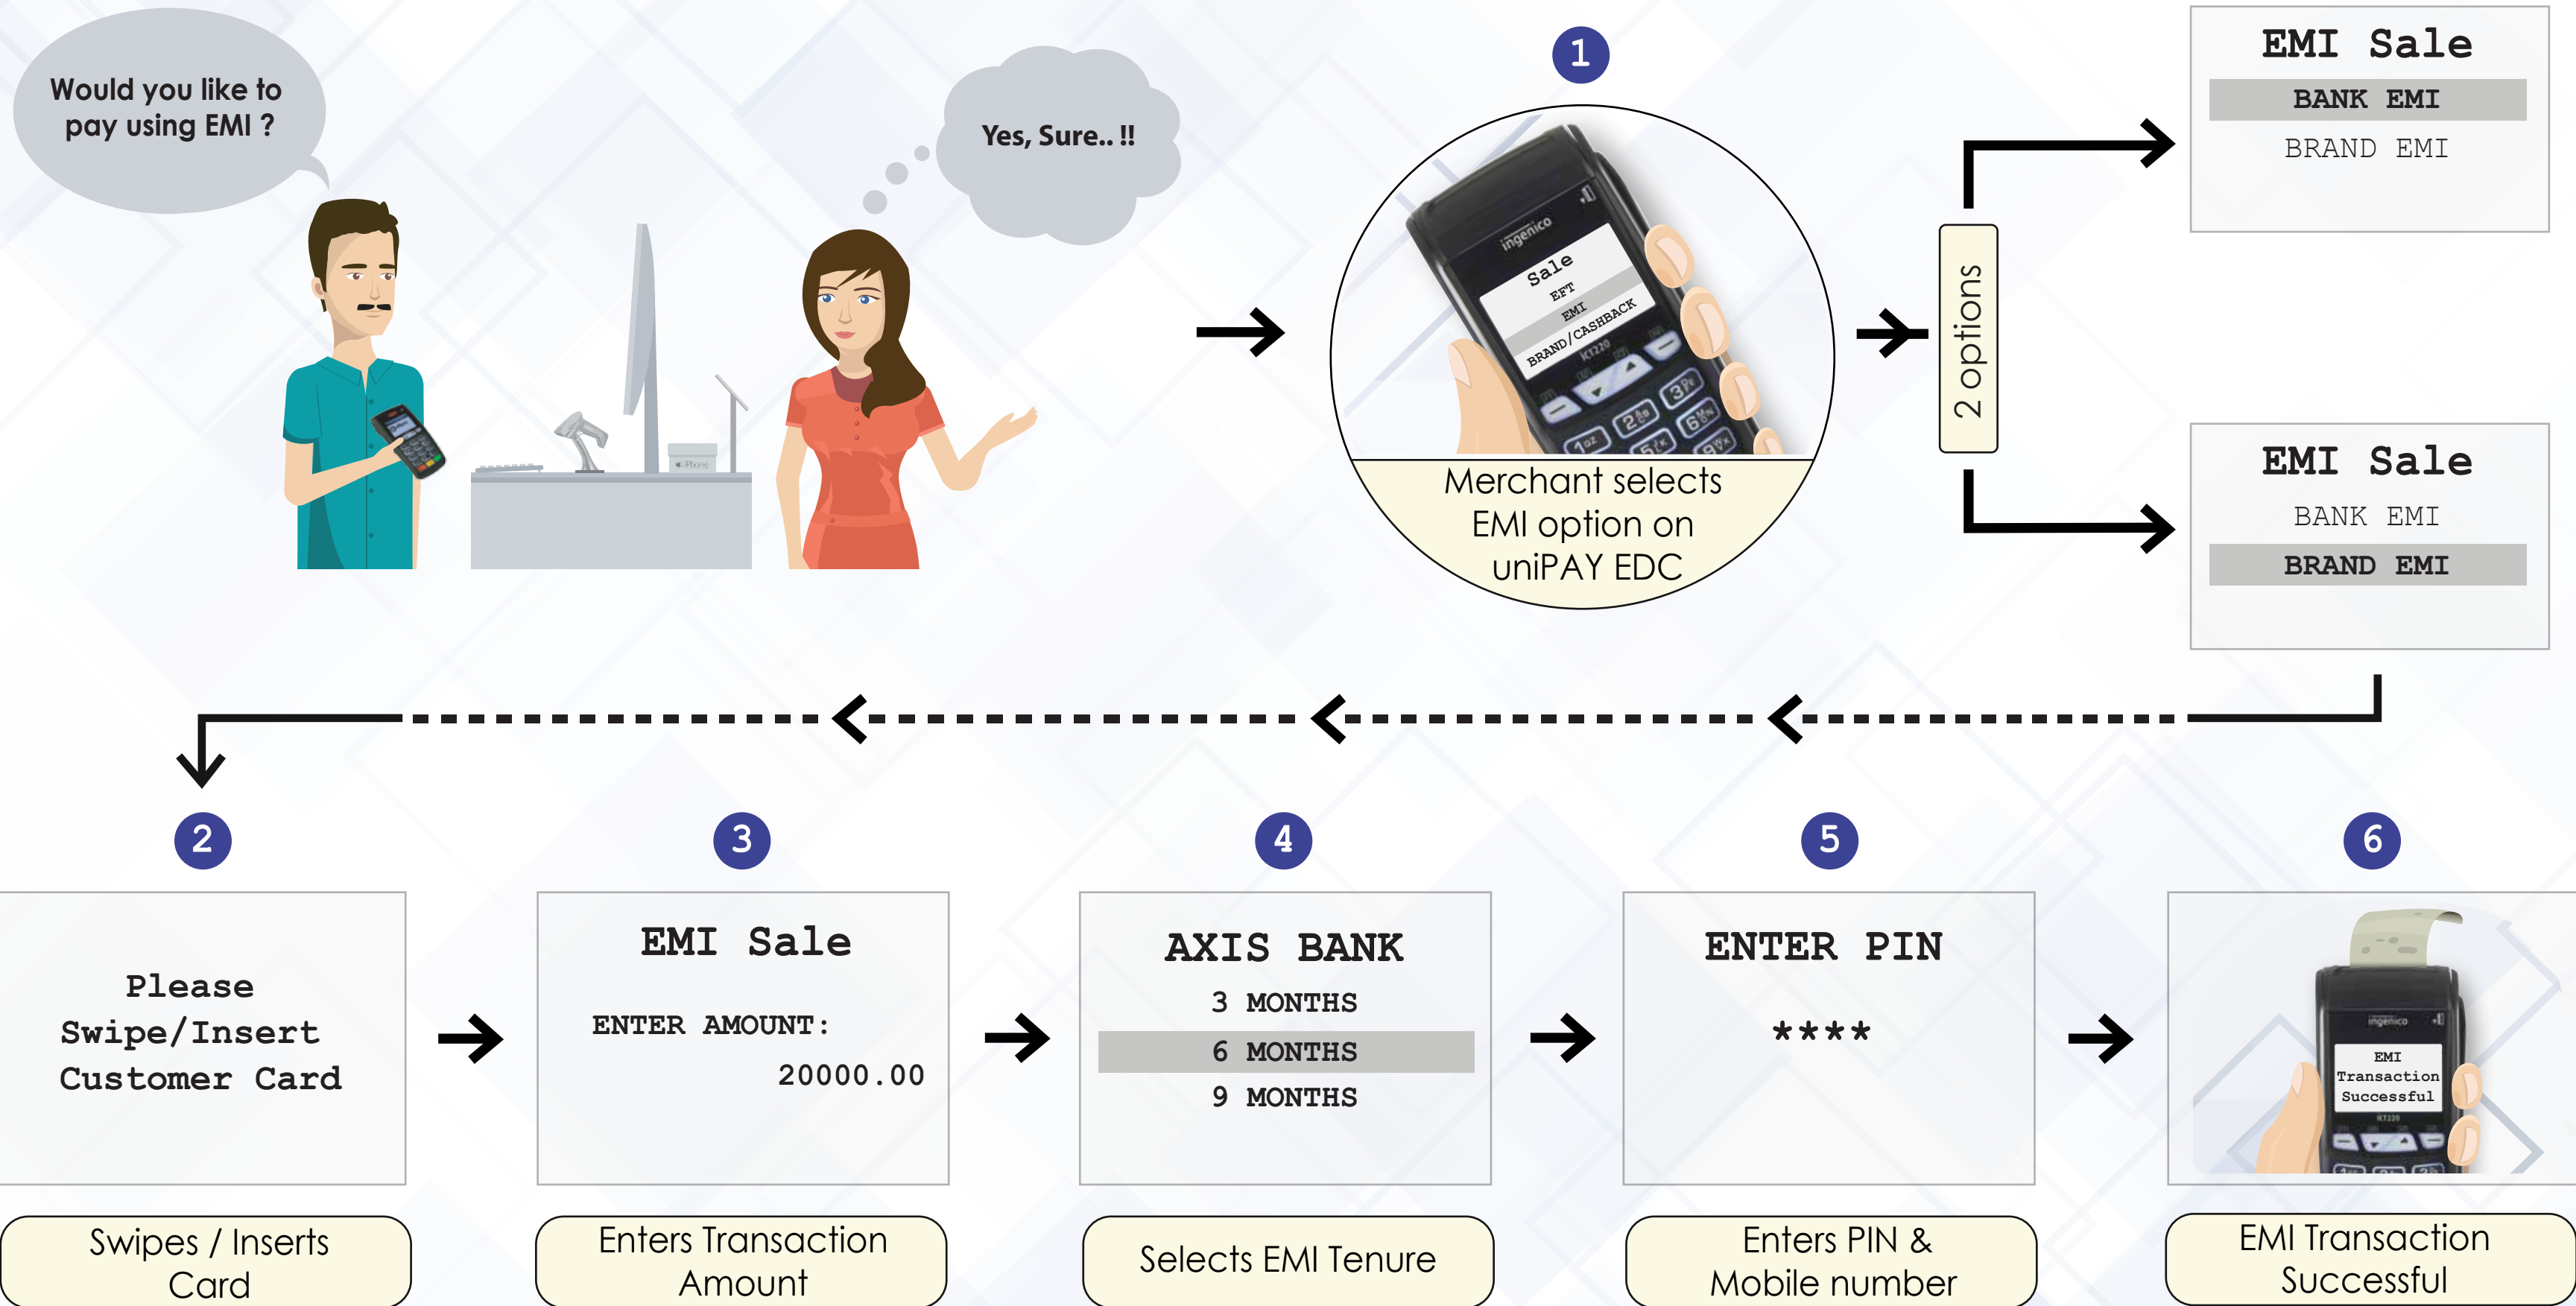 Would you like to
pay using EMI ?
Yes, Sure.. !!
1
ingenico
Sale
EFT
EMI
BRAND/CASHBACK
iCT220
Merchant selects
EMI option on
uniPAY EDC
2 options
EMI Sale
BANK EMI
BRAND EMI
EMI Sale
BANK EMI
BRAND EMI
2
Please
Swipe/Insert
Customer Card
Swipes / Inserts
Card
3
EMI Sale
ENTER AMOUNT:
20000.00
Enters Transaction
Amount
4
AXIS BANK
3 MONTHS
6 MONTHS
9 MONTHS
Selects EMI Tenure
5
ENTER PIN
****
Enters PIN &
Mobile number
6
ingenico
EMI
Transaction
Successful
iCT220
EMI Transaction
Successful